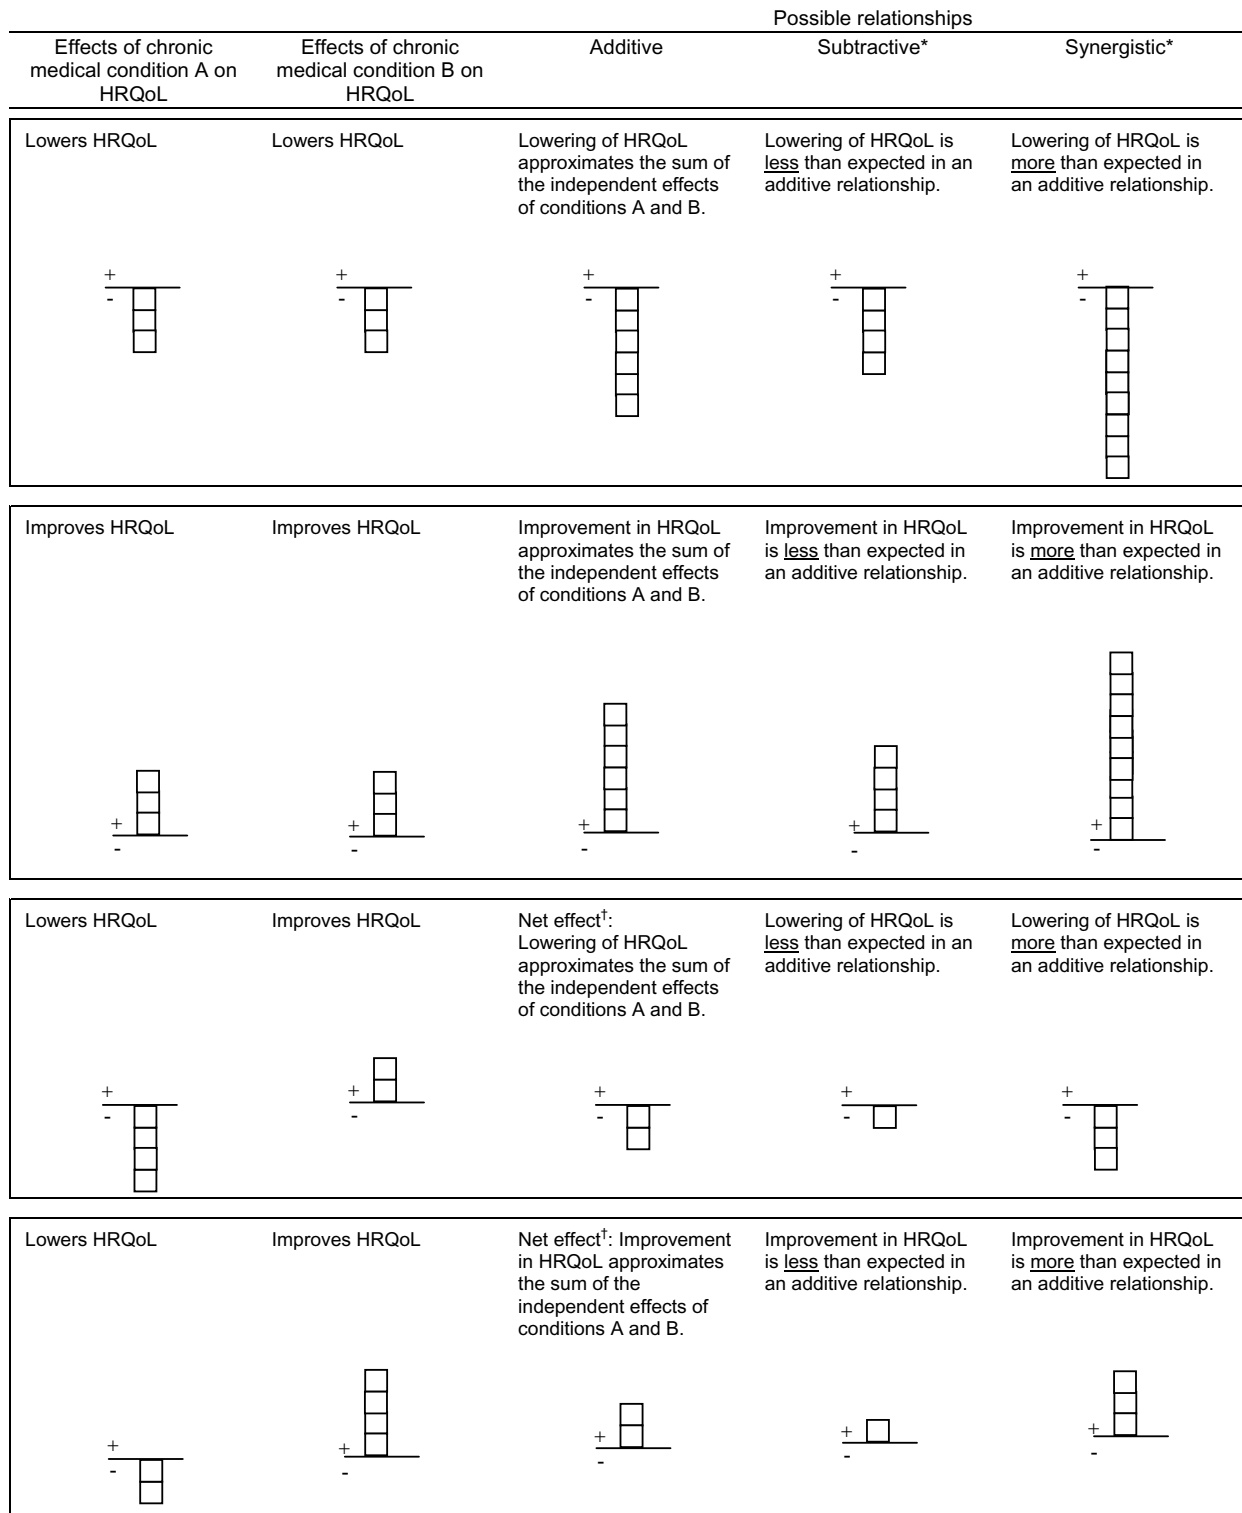 Possible relationships
Effects of chronic
medical condition A on
HRQoL
Effects of chronic
medical condition B on
HRQoL
Additive
Subtractive*
Synergistic*
Lowers HRQoL
Lowers HRQoL
Lowering of HRQoL
approximates the sum of
the independent effects
of conditions A and B.
Lowering of HRQoL is
less than expected in an
additive relationship.
Lowering of HRQoL is
more than expected in
an additive relationship.
+
-
+
-
+
-
+
-
+
-
Improves HRQoL
Improves HRQoL
Improvement in HRQoL
approximates the sum of
the independent effects
of conditions A and B.
Improvement in HRQoL
is less than expected in
an additive relationship.
Improvement in HRQoL
is more than expected in
an additive relationship.
+
-
+
-
+
-
+
-
+
-
Lowers HRQoL
Improves HRQoL
Net effect†:
Lowering of HRQoL
approximates the sum of
the independent effects
of conditions A and B.
Lowering of HRQoL is
less than expected in an
additive relationship.
Lowering of HRQoL is
more than expected in
an additive relationship.
+
-
+
-
+
-
+
-
+
-
Lowers HRQoL
Improves HRQoL
Net effect†: Improvement
in HRQoL approximates
the sum of the
independent effects of
conditions A and B.
Improvement in HRQoL
is less than expected in
an additive relationship.
Improvement in HRQoL
is more than expected in
an additive relationship.
+
-
+
-
+
-
+
-
+
-